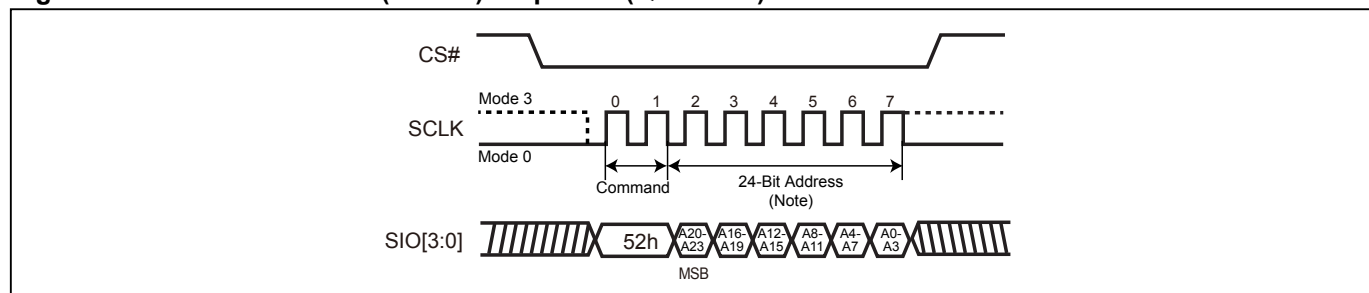 CS#
Mode 3
0 1 2 3 4 5 6 7
SCLK
Mode 0
Command
24-Bit Address
(Note)
SIO[3:0]
52h
A20-
A23
A16-
A19
A12-
A15
A8-
A11
A4-
A7
A0-
A3
MSB